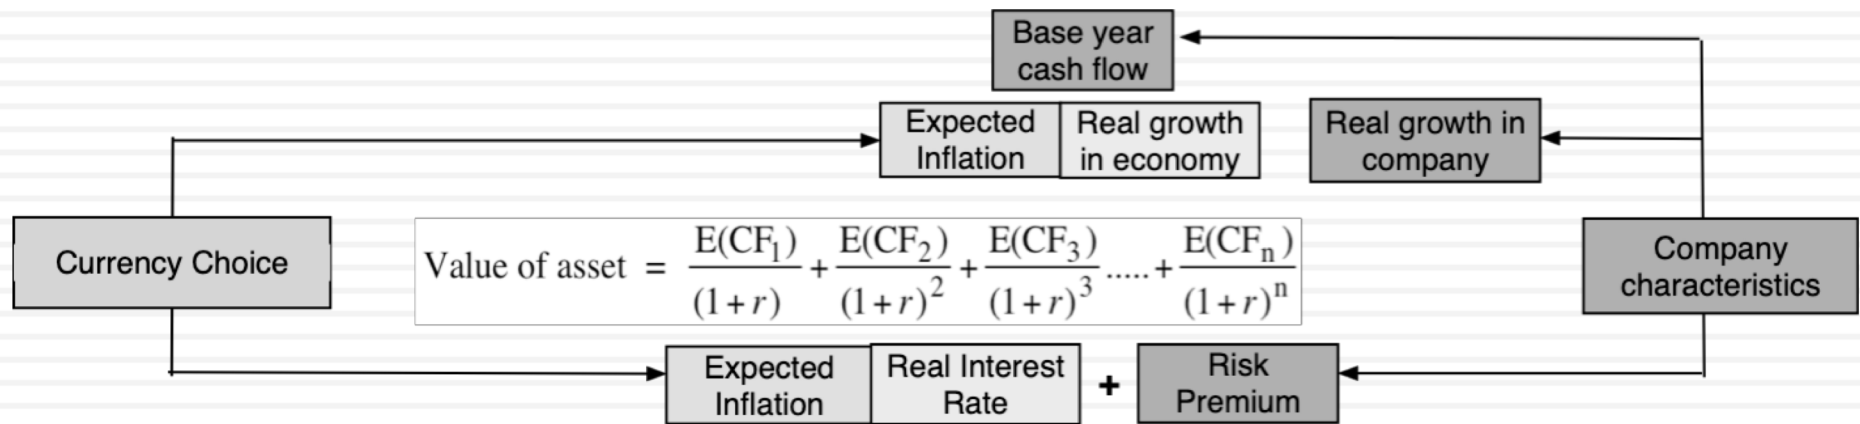 Base year
cash flow
Expected
Inflation
Real growth
in economy
Real growth in
company
Currency Choice
Value of asset = E(CF₁)/(1+r) + E(CF₂)/(1+r)² + E(CF₃)/(1+r)³ ..... + E(CFₙ)/(1+r)ⁿ
Company
characteristics
Expected
Inflation
Real Interest
Rate
+
Risk
Premium